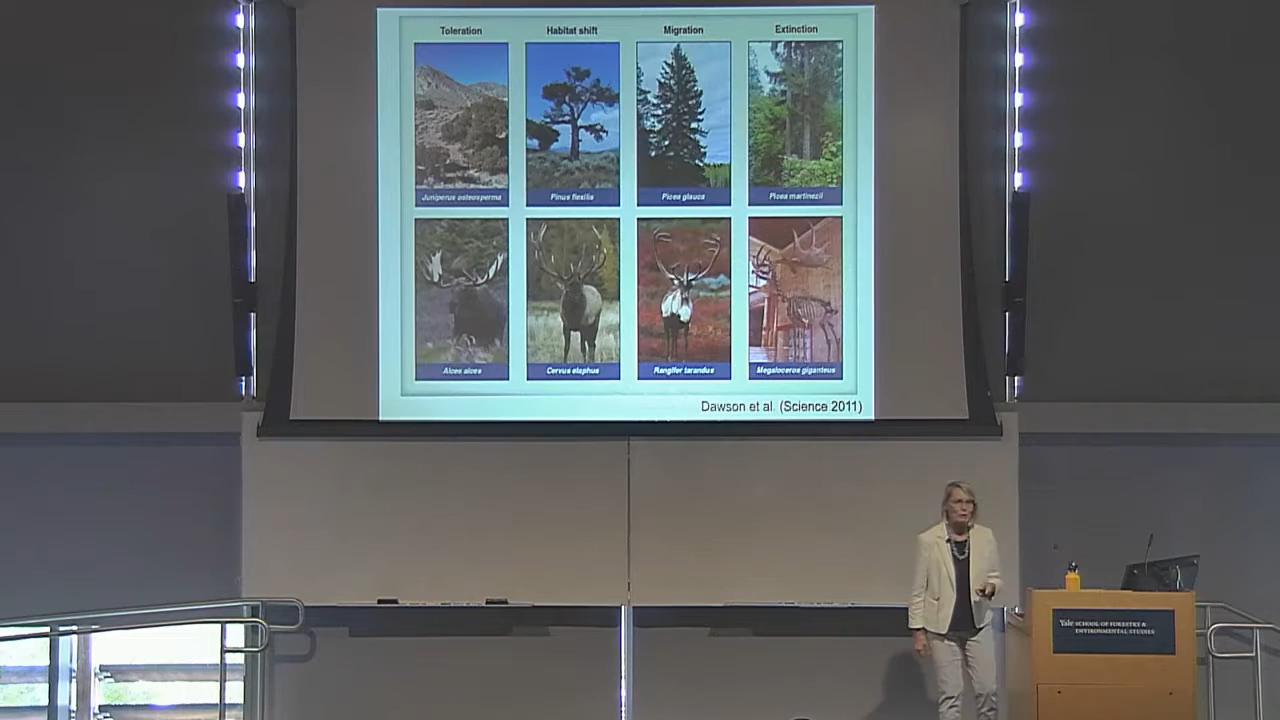 Toleration
Habitat shift
Migration
Extinction
Juniperus osteosperma
Pinus flexilis
Picea glauca
Picea martinezii
Alces alces
Cervus elaphus
Rangifer tarandus
Megaloceros giganteus
Dawson et al. (Science 2011)
Yale SCHOOL OF FORESTRY &
ENVIRONMENTAL STUDIES